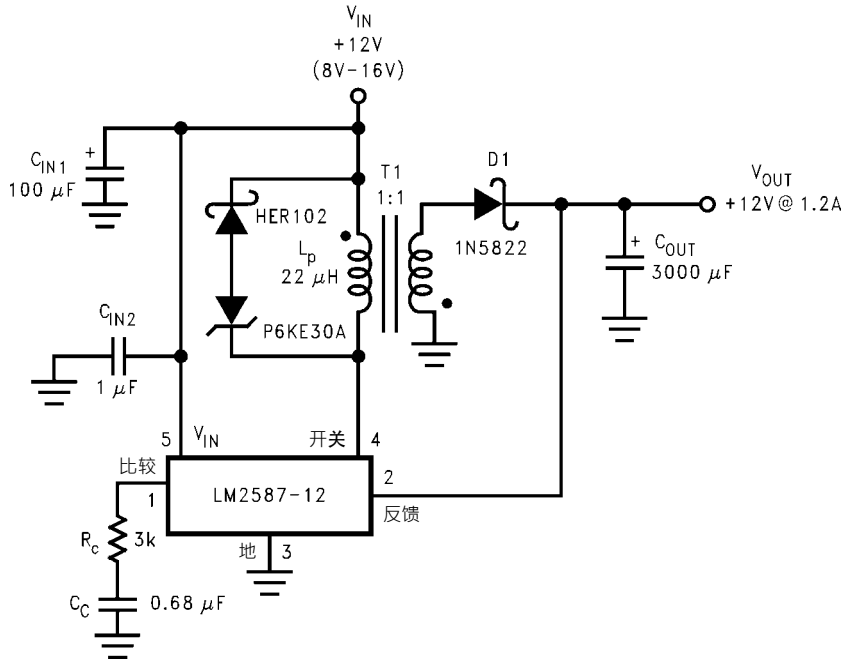 VIN
+12V
(8V-16V)
CIN1
+
100 μF
T1
1:1
D1
VOUT
+12V@ 1.2A
HER102
Lp
22 μH
1N5822
+
COUT
3000 μF
CIN2
1 μF
P6KE30A
5
VIN
开关
4
比较
1
LM2587-12
2
反馈
Rc
3k
地
3
CC
0.68 μF